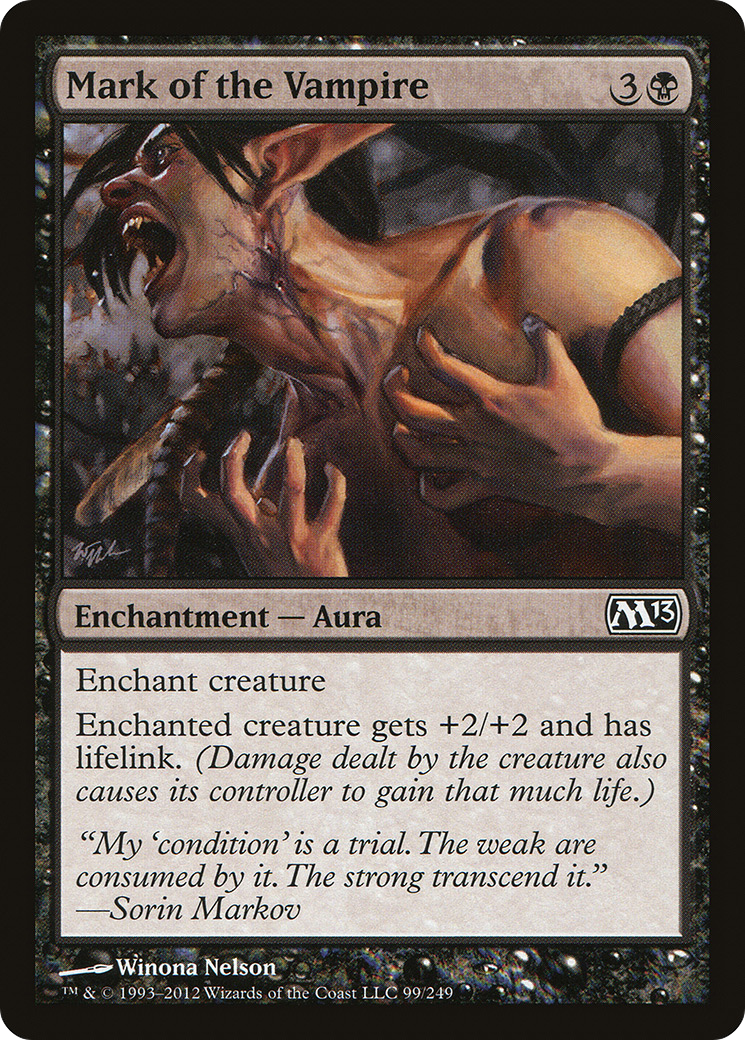 Mark of the Vampire 3
Enchantment — Aura M13
Enchant creature
Enchanted creature gets +2/+2 and has
lifelink. (Damage dealt by the creature also
causes its controller to gain that much life.)
“My ‘condition’ is a trial. The weak are
consumed by it. The strong transcend it.”
—Sorin Markov
Winona Nelson
™ & © 1993–2012 Wizards of the Coast LLC 99/249